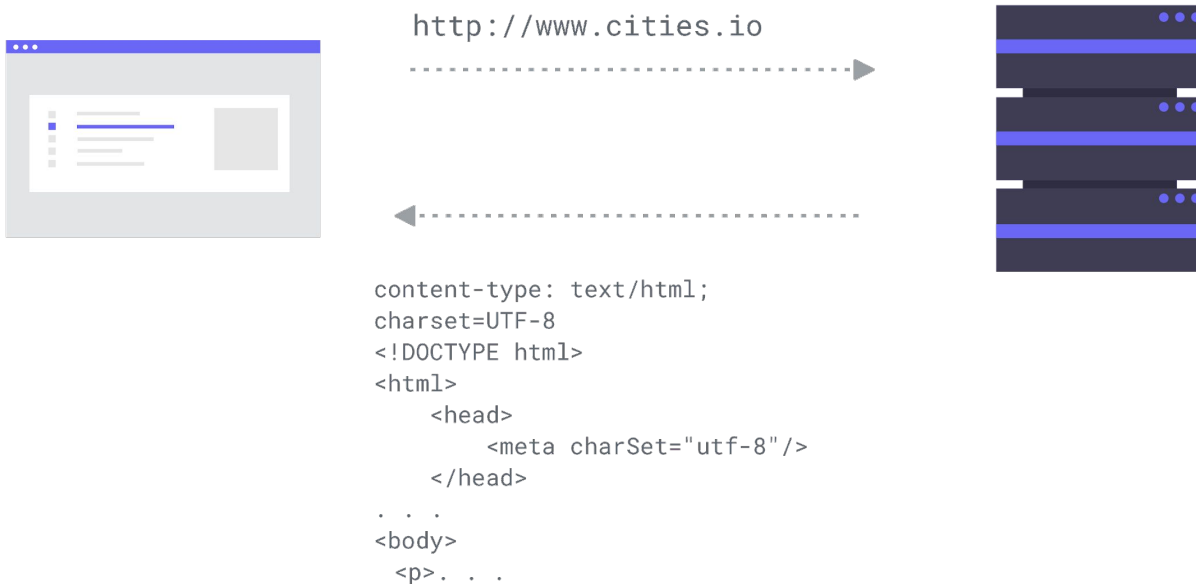 http://www.cities.io
content-type: text/html;
charset=UTF-8
<!DOCTYPE html>
<html>
    <head>
        <meta charSet="utf-8"/>
    </head>
. . .
<body>
 <p>. . .